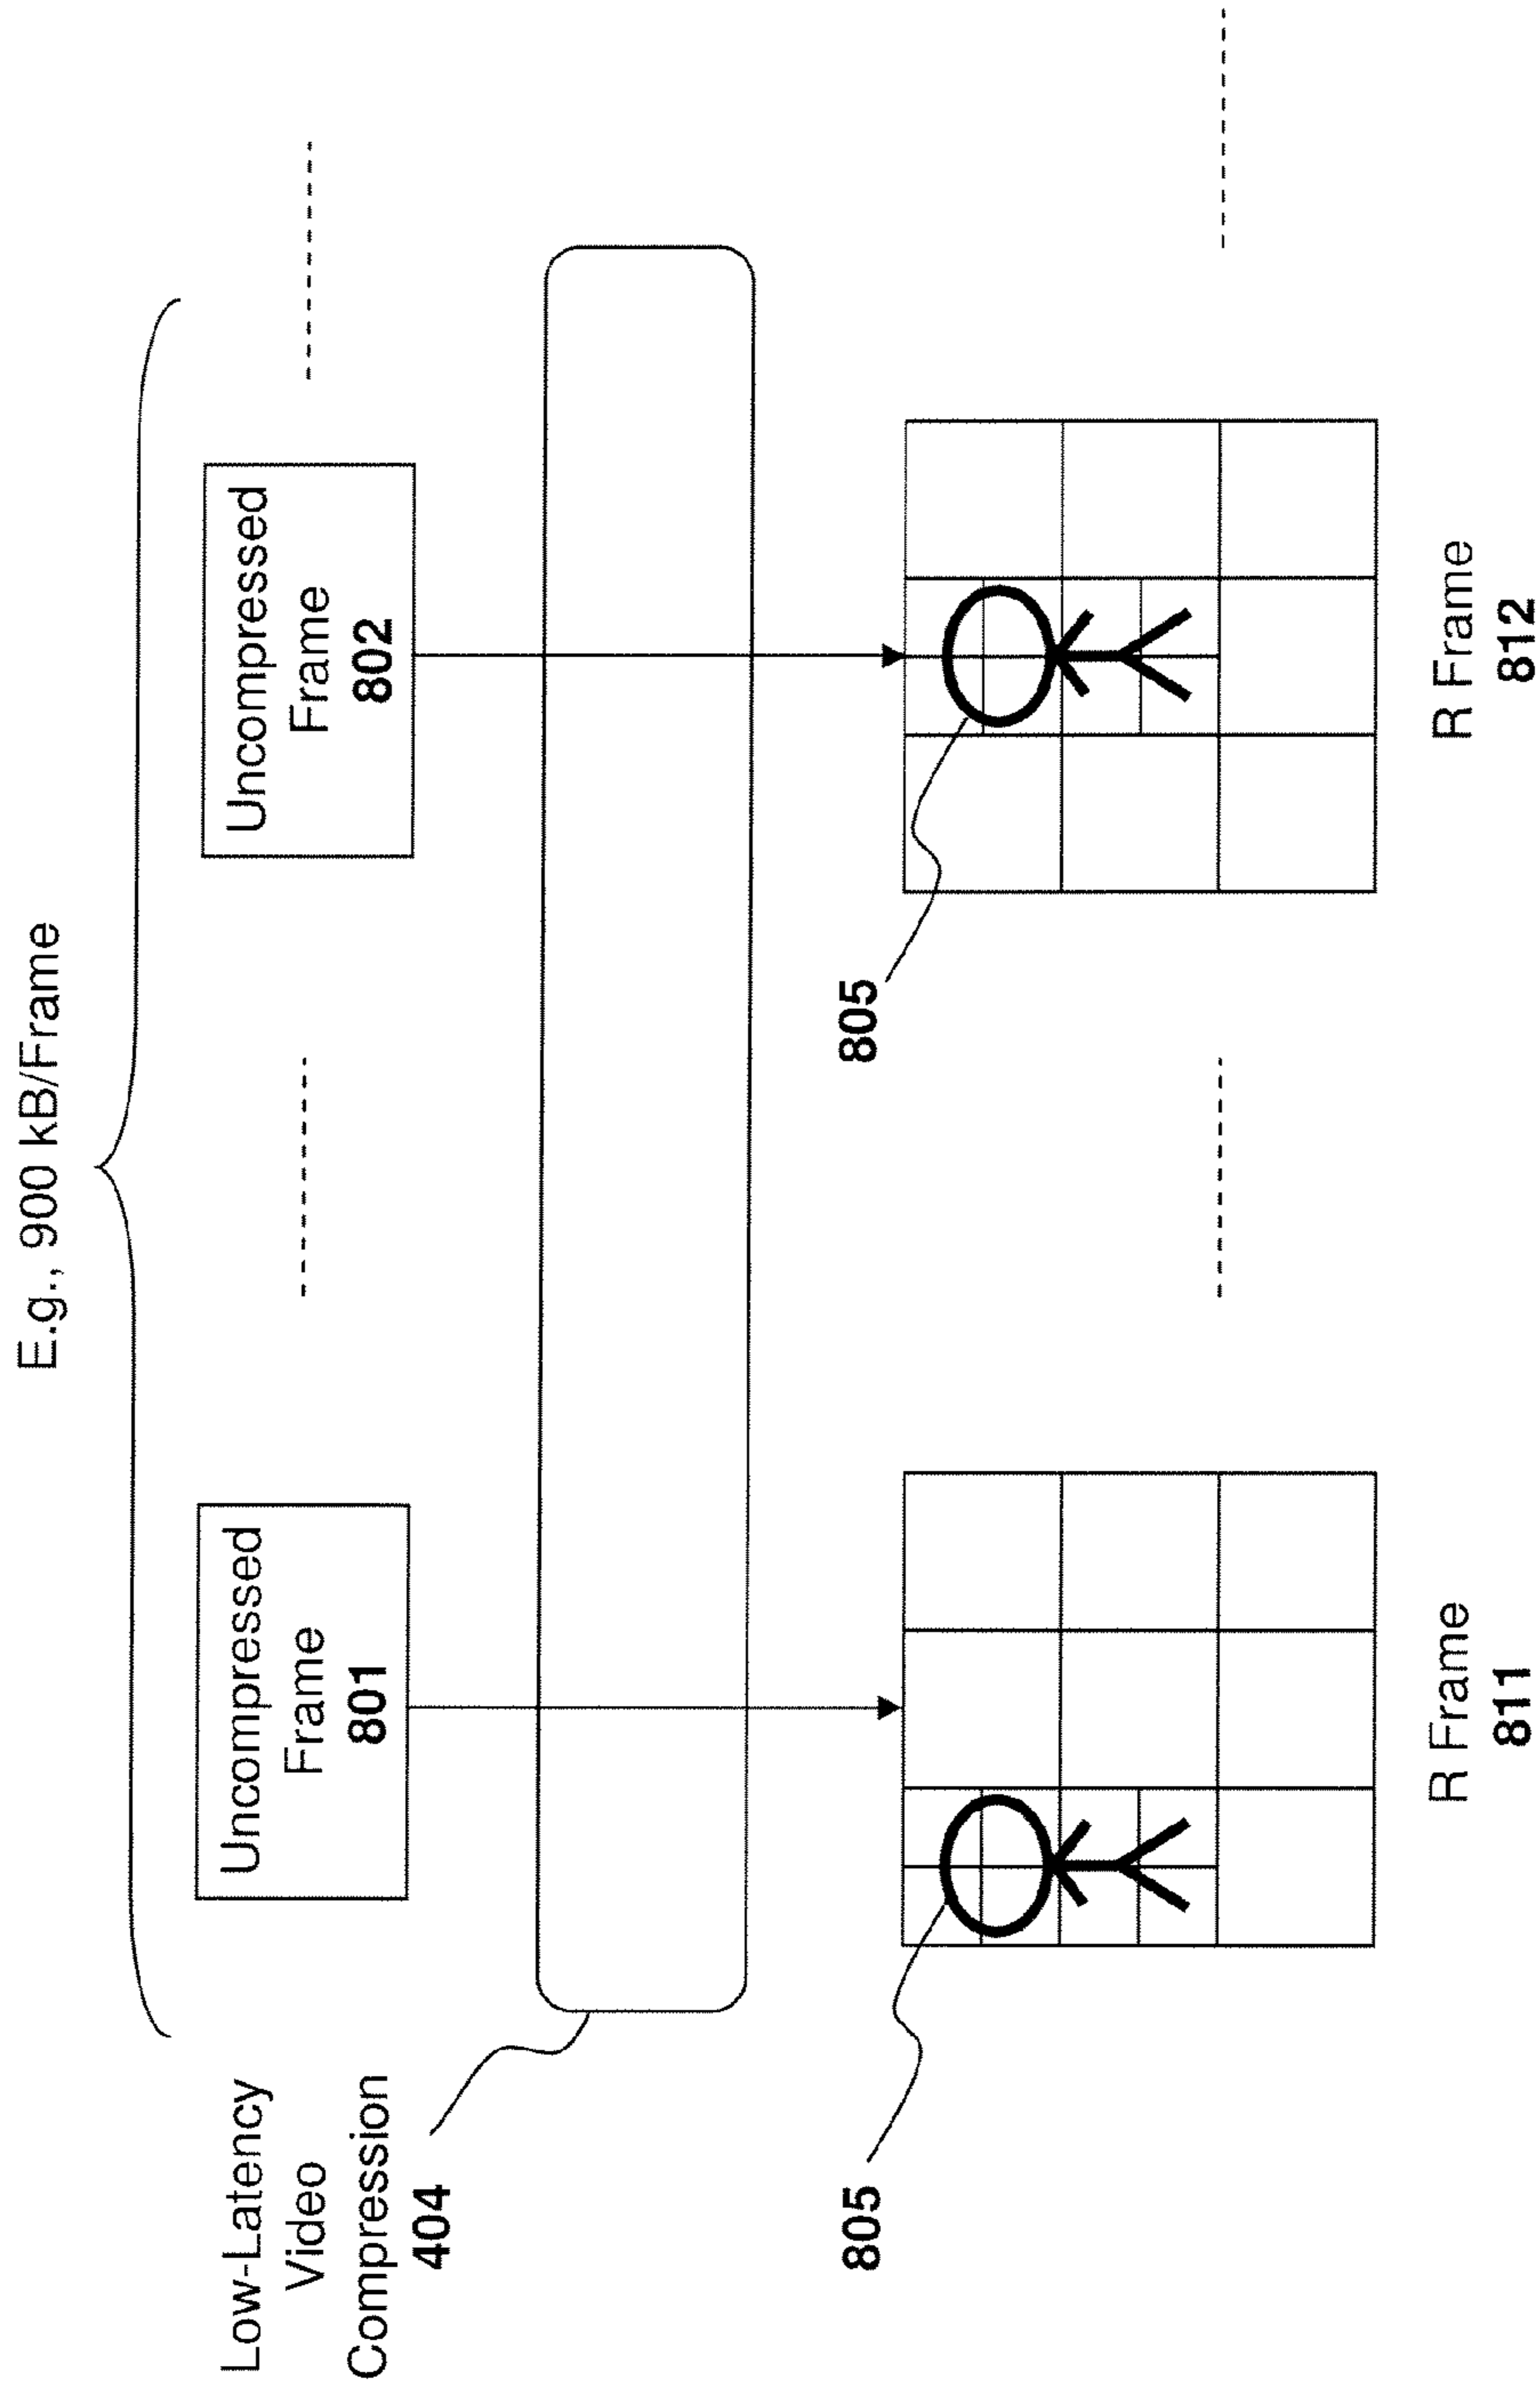 E.g., 900 kB/Frame
Low-Latency
Video
Compression
404
Uncompressed
Frame
801
Uncompressed
Frame
802
805
805
R Frame
811
R Frame
812